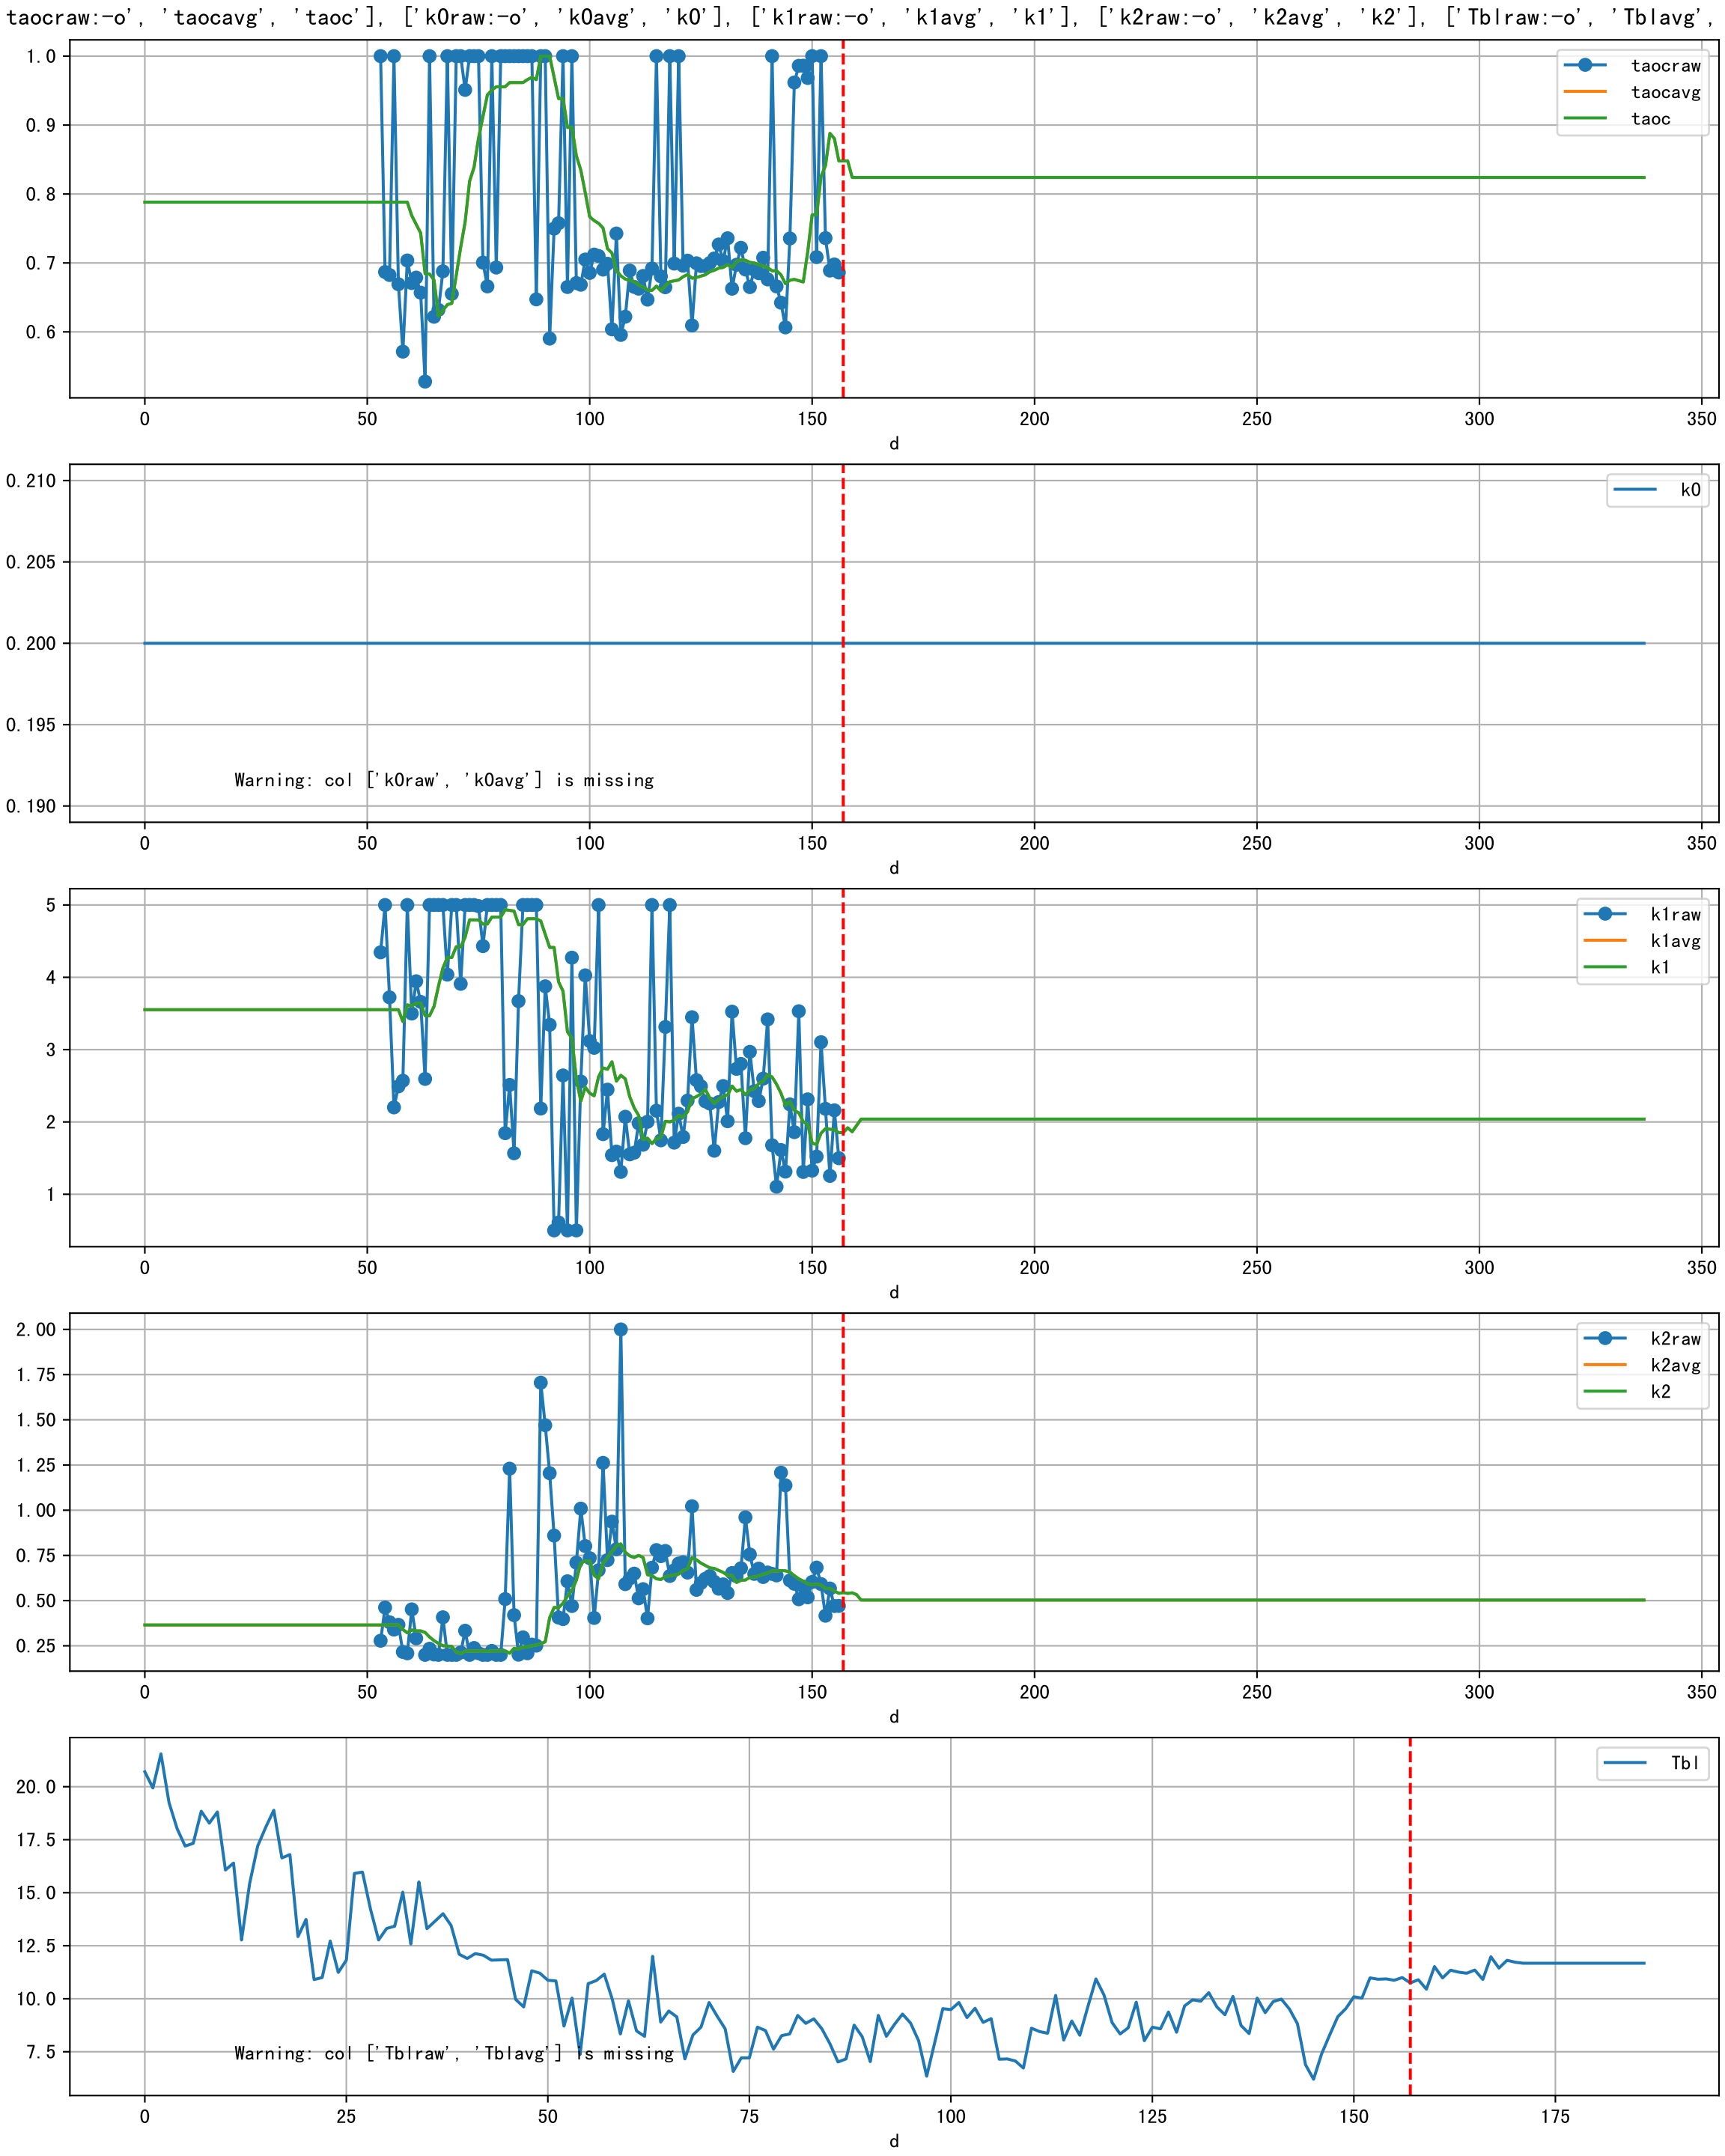 taocraw:-o', 'taocavg', 'taoc'], ['k0raw:-o', 'k0avg', 'k0'], ['k1raw:-o', 'k1avg', 'k1'], ['k2raw:-o', 'k2avg', 'k2'], ['Tblraw:-o', 'Tblavg',
1.0
0.9
0.8
0.7
0.6
taocraw
taocavg
taoc
0 50 100 150 200 250 300 350
d
0.210
0.205
0.200
0.195
0.190
k0
Warning: col ['k0raw', 'k0avg'] is missing
0 50 100 150 200 250 300 350
d
5
4
3
2
1
k1raw
k1avg
k1
0 50 100 150 200 250 300 350
d
2.00
1.75
1.50
1.25
1.00
0.75
0.50
0.25
k2raw
k2avg
k2
0 50 100 150 200 250 300 350
d
20.0
17.5
15.0
12.5
10.0
7.5
Tbl
Warning: col ['Tblraw', 'Tblavg'] is missing
0 25 50 75 100 125 150 175
d